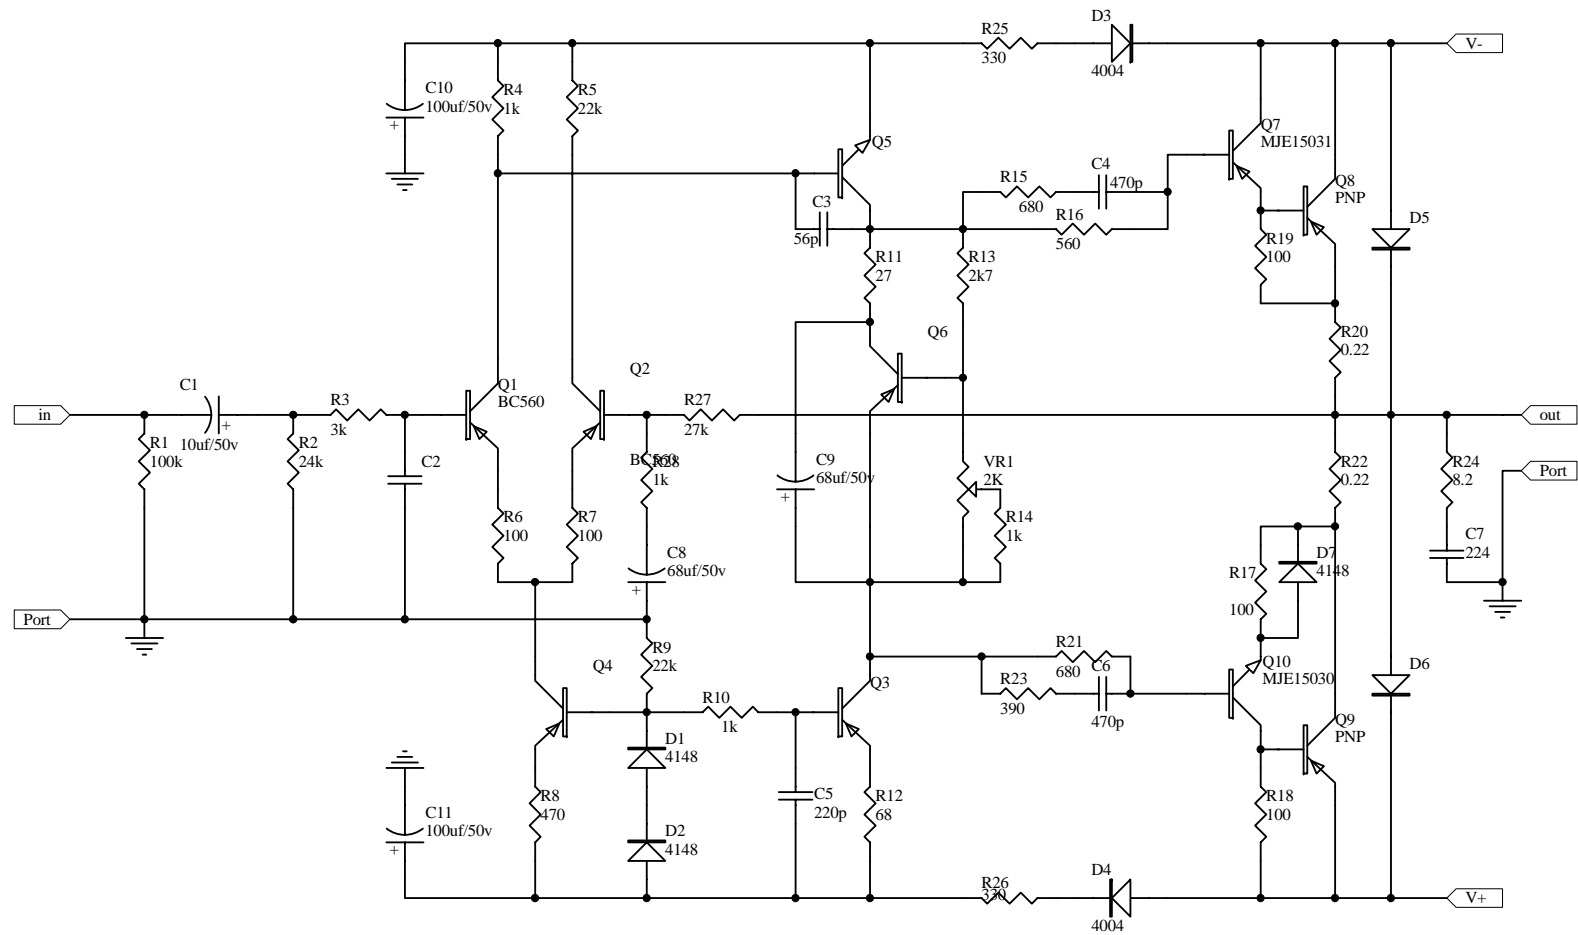 R25
330
D3
4004
V-
C10
100uf/50v
R4
1k
R5
22k
Q5
Q7
MJE15031
C3
56p
R15
680
C4
470p
R16
560
Q8
PNP
R19
100
D5
R11
27
R13
2k7
Q6
R20
0.22
Q1
BC560
Q2
in
C1
10uf/50v
R3
3k
R27
27k
out
R1
100k
R2
24k
C2
BC560
R28
1k
C9
68uf/50v
VR1
2K
R22
0.22
R24
8.2
Port
R6
100
R7
100
R14
1k
C8
68uf/50v
R17
100
D7
4148
C7
224
Port
R9
22k
Q4
R10
1k
Q3
R21
680
C6
470p
R23
390
Q10
MJE15030
D6
D1
4148
Q9
PNP
C11
100uf/50v
R8
470
D2
4148
C5
220p
R12
68
R18
100
R26
330
D4
4004
V+